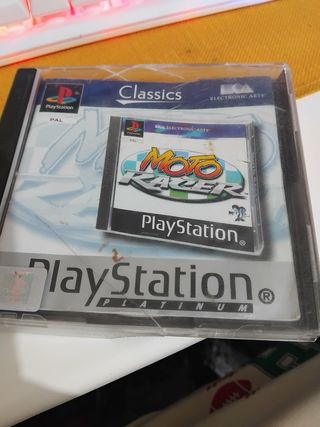 PlayStation
PAL
Classics
ELECTRONIC ARTS
ELECTRONIC ARTS
MOTO
RACER
PlayStation
PlayStation®
PLATINUM